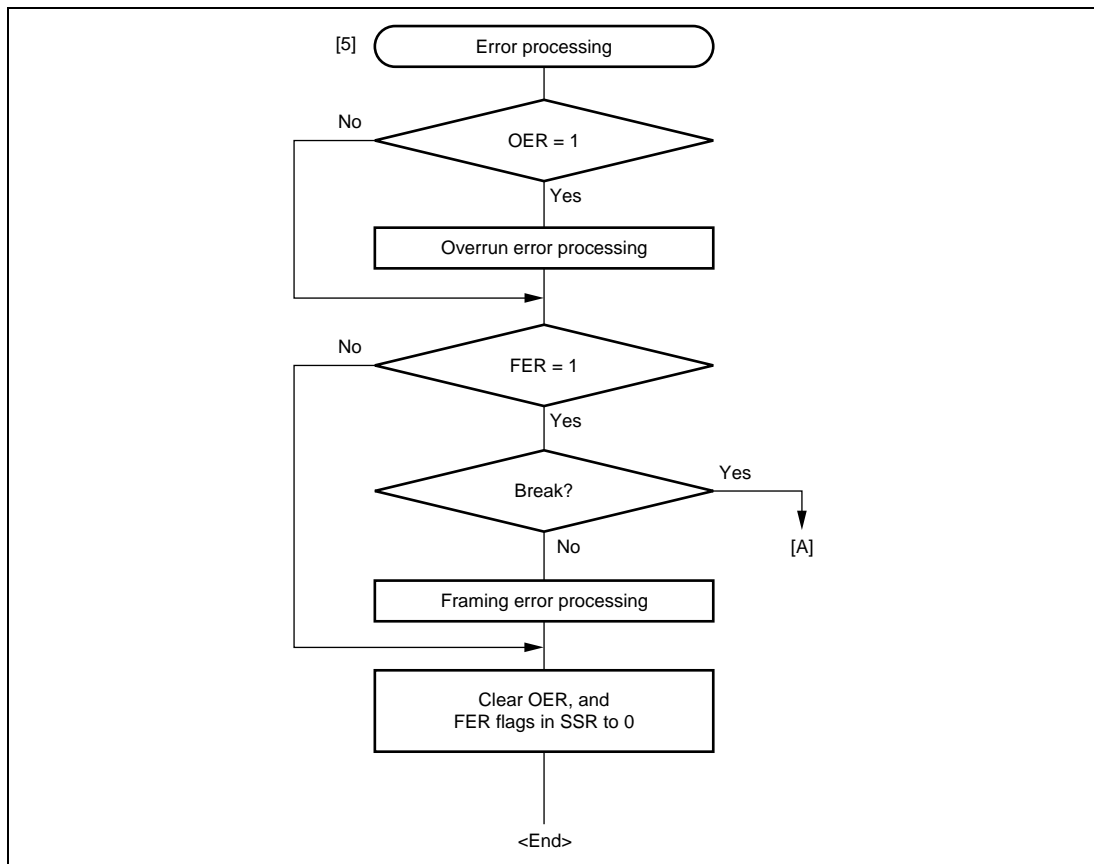 [5]
Error processing
No
OER = 1
Yes
Overrun error processing
No
FER = 1
Yes
Break?
Yes
No
[A]
Framing error processing
Clear OER, and
FER flags in SSR to 0
<End>